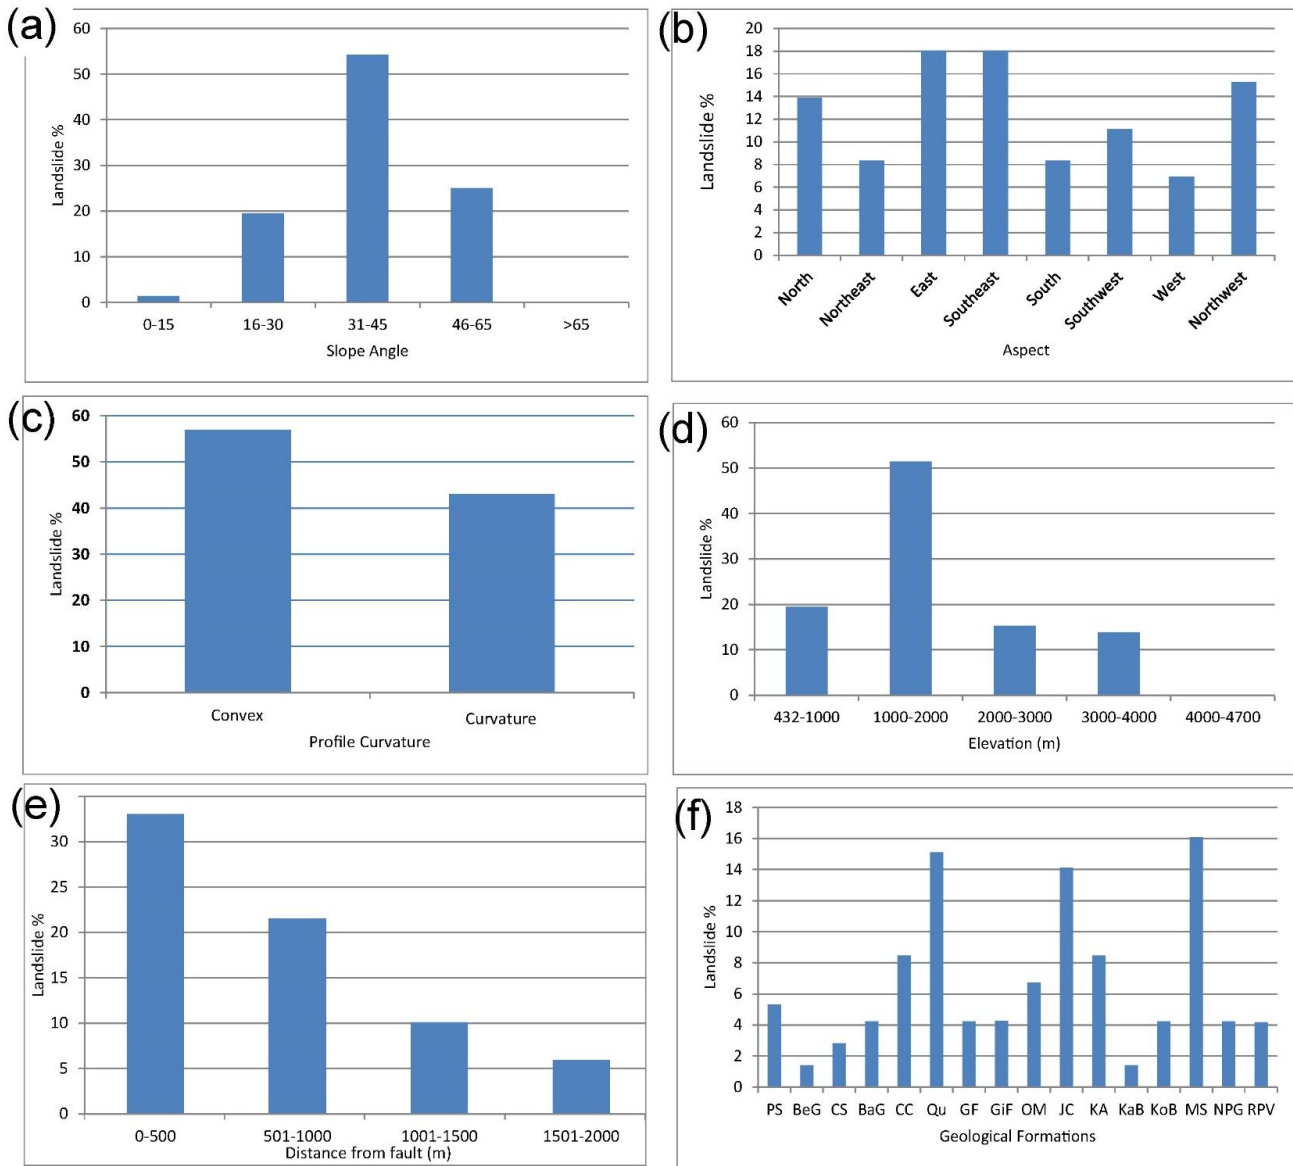 (a)
60
50
40
30
20
10
0
Landslide %
0-15 16-30 31-45 46-65 >65
Slope Angle
(b)
20
18
16
14
12
10
8
6
4
2
0
Landslide %
North Northeast East Southeast South Southwest West Northwest
Aspect
(c)
60
50
40
30
20
10
0
Landslide %
Convex Curvature
Profile Curvature
(d)
60
50
40
30
20
10
0
Landslide %
432-1000 1000-2000 2000-3000 3000-4000 4000-4700
Elevation (m)
(e)
30
25
20
15
10
5
0
Landslide %
0-500 501-1000 1001-1500 1501-2000
Distance from fault (m)
(f)
18
16
14
12
10
8
6
4
2
0
Landslide %
PS BeG CS BaG CC Qu GF GiF OM JC KA KaB KoB MS NPG RPV
Geological Formations